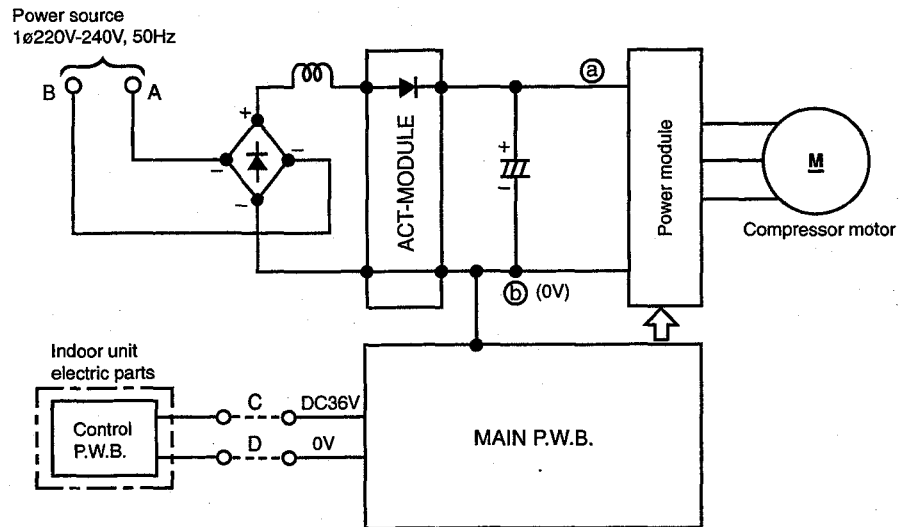 Power source
1ø220V-240V, 50Hz
B
A
+
−
−
−
ACT-MODULE
+
−
ⓐ
ⓑ (0V)
Power module
M
Compressor motor
Indoor unit
electric parts
Control
P.W.B.
C
DC36V
D
0V
MAIN P.W.B.